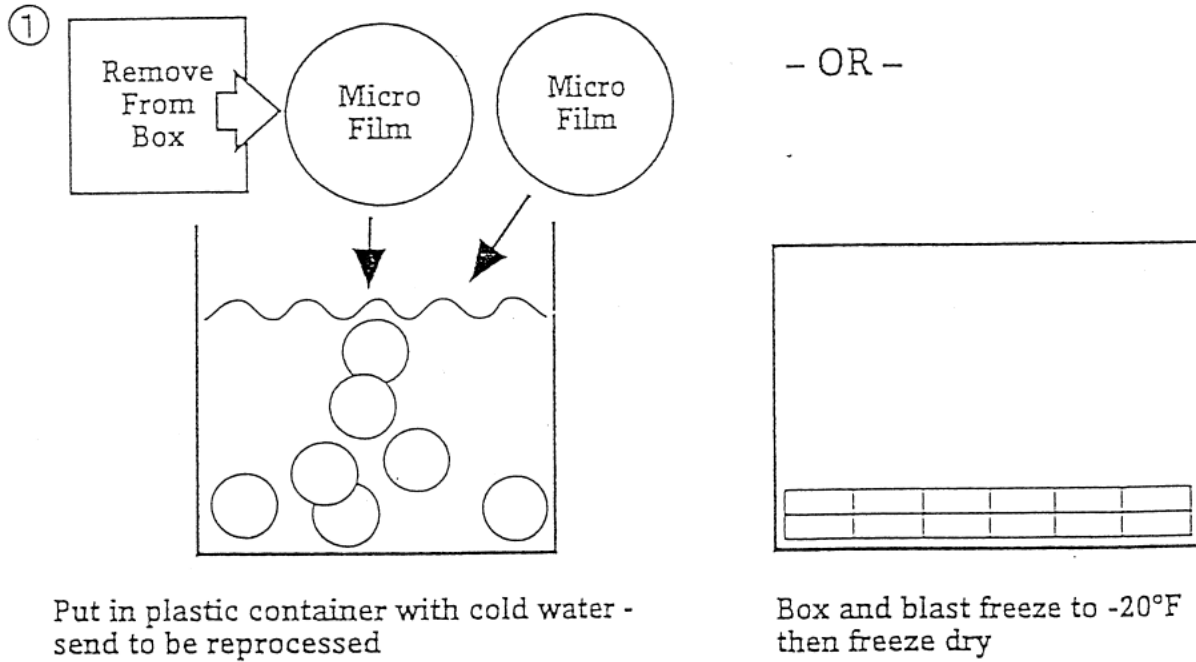 ①
Remove
From
Box
Micro
Film
Micro
Film
– OR –
Put in plastic container with cold water -
send to be reprocessed
Box and blast freeze to -20°F
then freeze dry